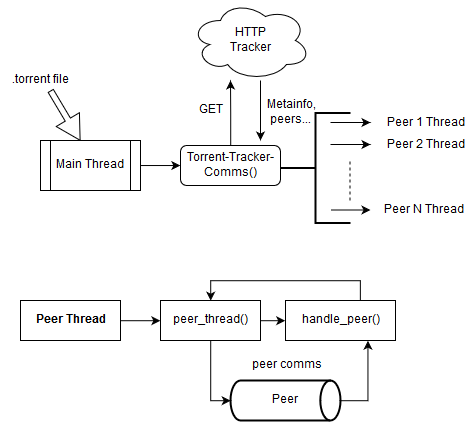 HTTP
Tracker
.torrent file
GET
Metainfo,
peers...
Main Thread
Torrent-Tracker-
Comms()
Peer 1 Thread
Peer 2 Thread
Peer N Thread
Peer Thread
peer_thread()
handle_peer()
peer comms
Peer